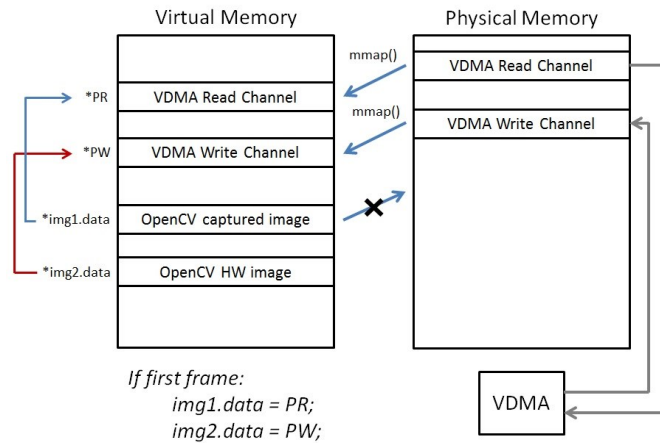 Virtual Memory
Physical Memory
mmap()
VDMA Read Channel
*PR
VDMA Read Channel
mmap()
VDMA Write Channel
*PW
VDMA Write Channel
*img1.data
OpenCV captured image
*img2.data
OpenCV HW image
If first frame:
img1.data = PR;
img2.data = PW;
VDMA